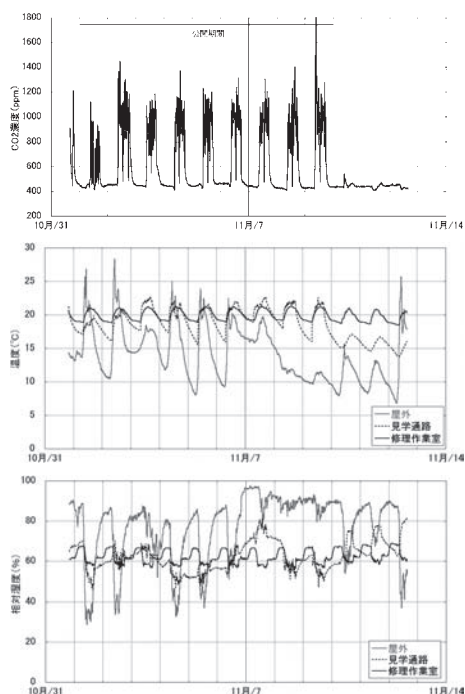 1800
1600
1400
1200
1000
800
600
400
200
CO2濃度(ppm)
公開期間
10月/31
11月/7
11月/14
30
25
20
15
10
5
0
温度(℃)
屋外
見学通路
修理作業室
10月/31
11月/7
11月/14
100
80
60
40
20
0
相対湿度(%)
屋外
見学通路
修理作業室
10月/31
11月/7
11月/14